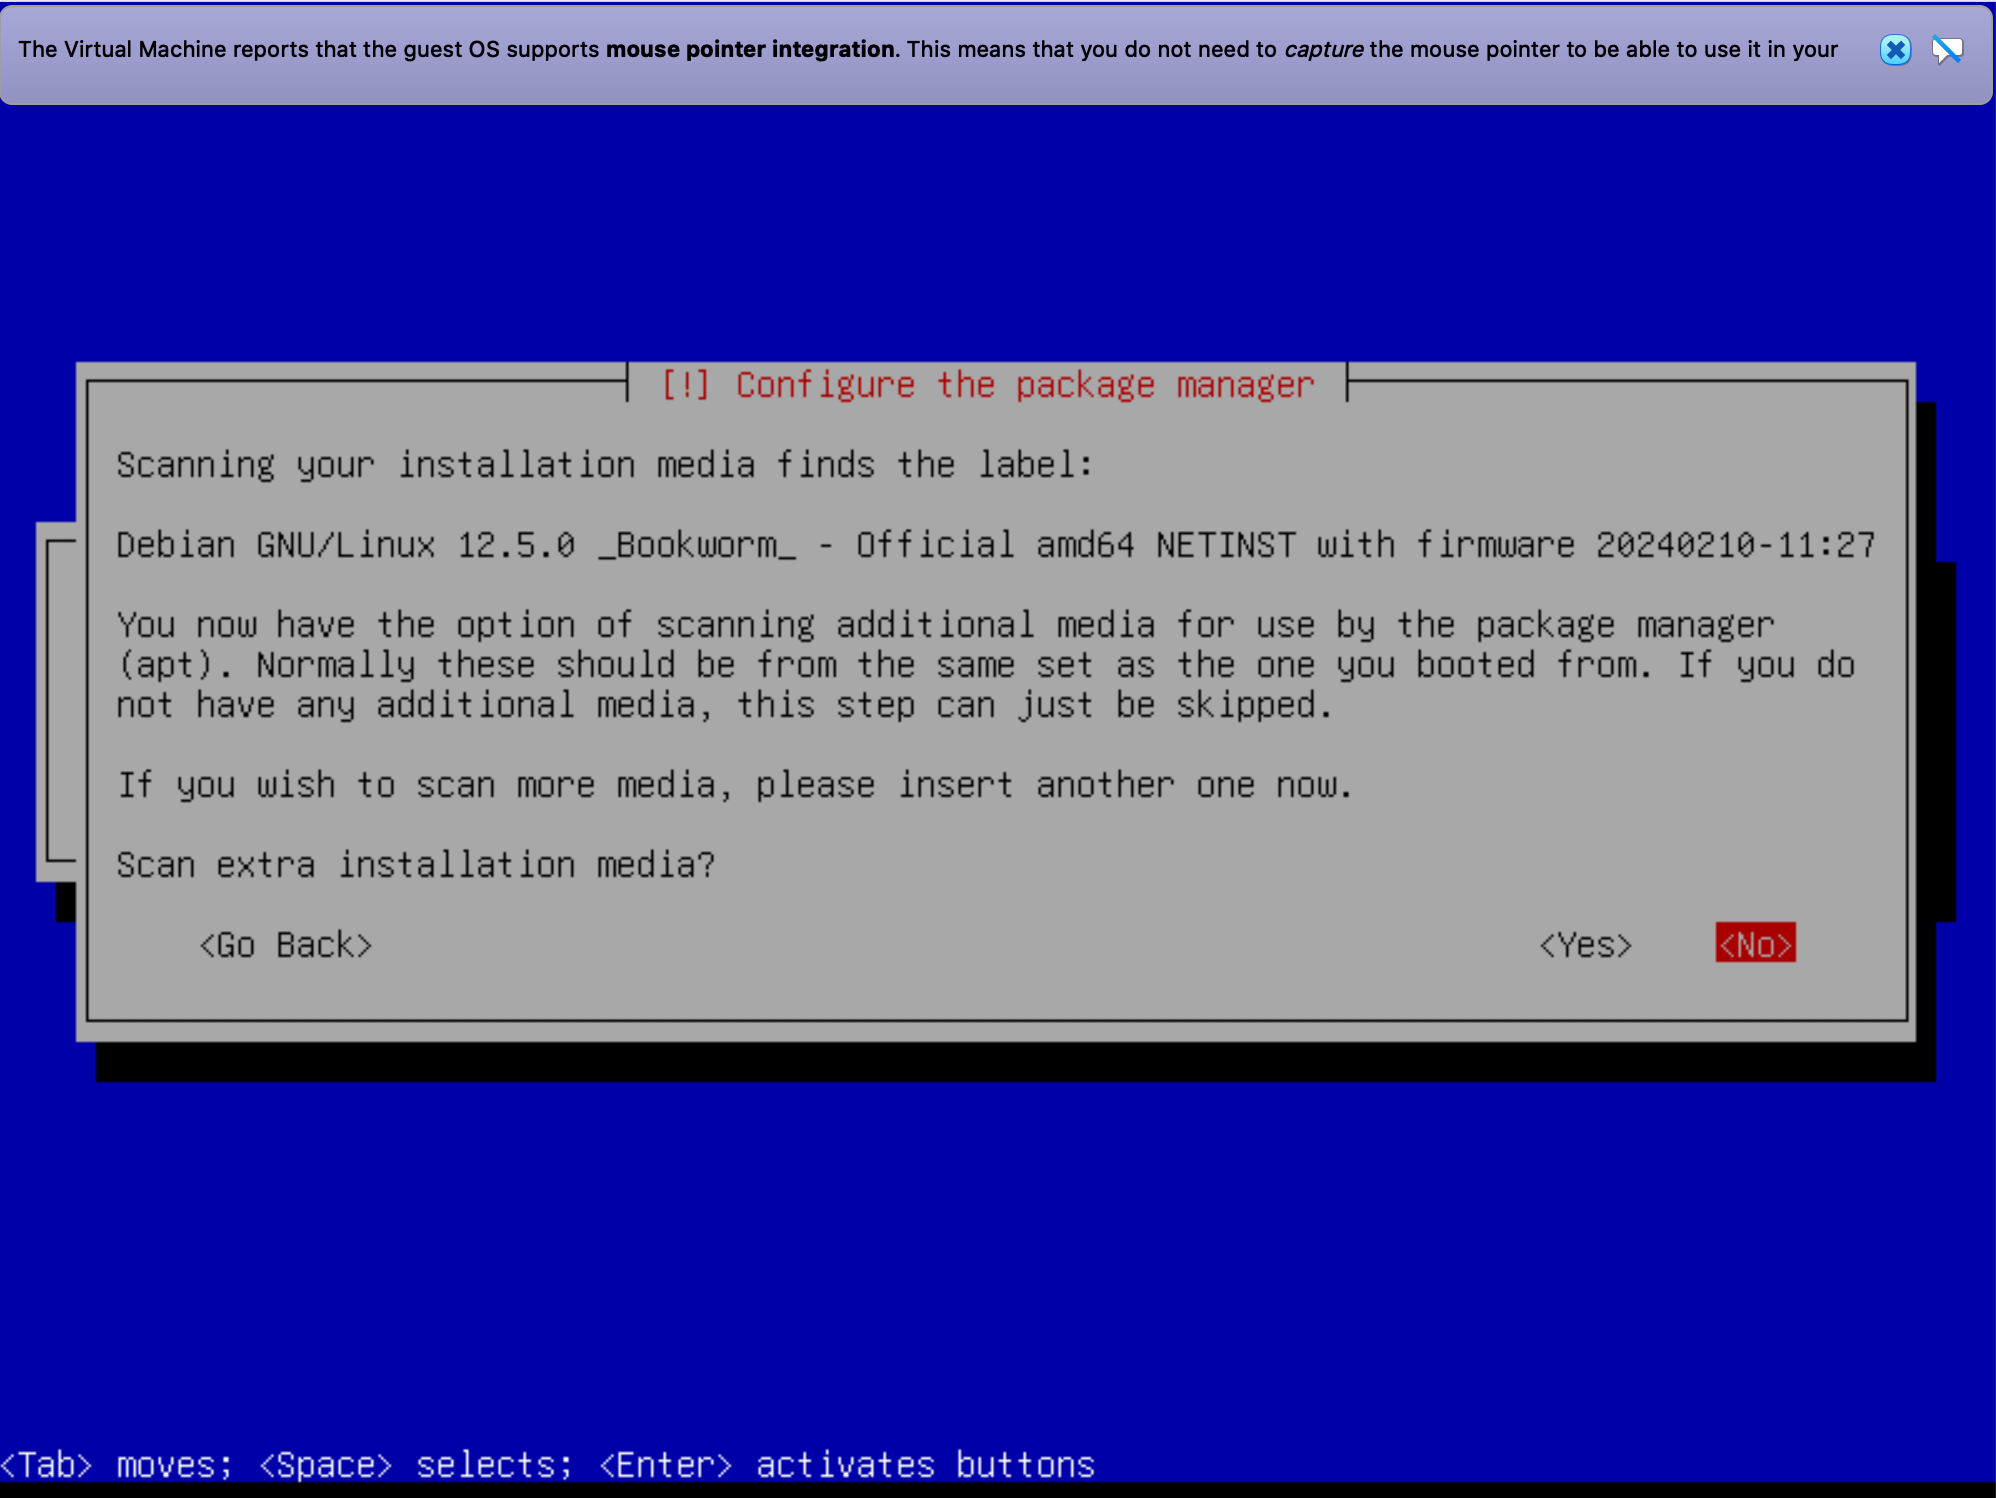 The Virtual Machine reports that the guest OS supports mouse pointer integration. This means that you do not need to capture the mouse pointer to be able to use it in your
[!] Configure the package manager
Scanning your installation media finds the label:
Debian GNU/Linux 12.5.0 _Bookworm_ - Official amd64 NETINST with firmware 20240210-11:27
You now have the option of scanning additional media for use by the package manager
(apt). Normally these should be from the same set as the one you booted from. If you do
not have any additional media, this step can just be skipped.
If you wish to scan more media, please insert another one now.
Scan extra installation media?
<Go Back> <Yes> <No>
<Tab> moves; <Space> selects; <Enter> activates buttons